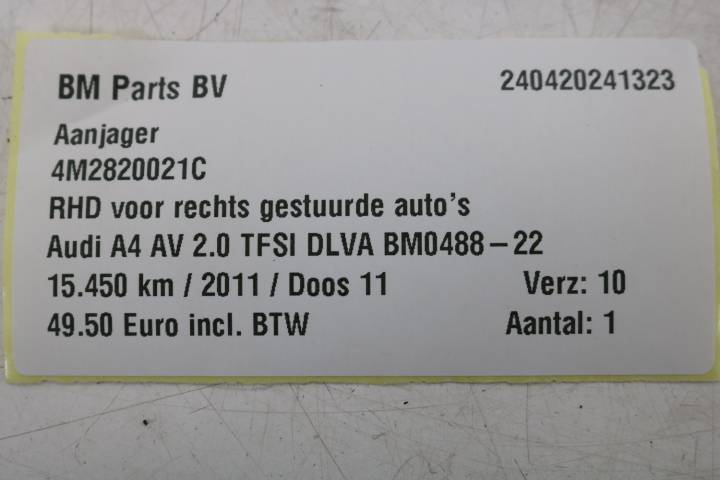 BM Parts BV 240420241323
Aanjager
4M2820021C
RHD voor rechts gestuurde auto's
Audi A4 AV 2.0 TFSI DLVA BM0488-22
15.450 km / 2011 / Doos 11 Verz: 10
49.50 Euro incl. BTW Aantal: 1